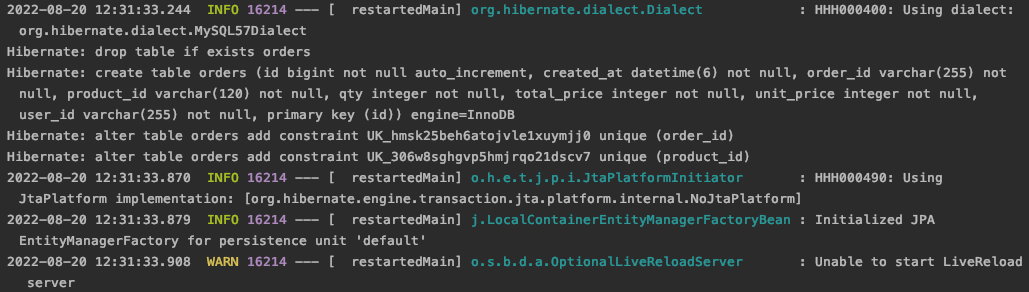 2022-08-20 12:31:33.244  INFO 16214 --- [  restartedMain] org.hibernate.dialect.Dialect            : HHH000400: Using dialect:
org.hibernate.dialect.MySQL57Dialect
Hibernate: drop table if exists orders
Hibernate: create table orders (id bigint not null auto_increment, created_at datetime(6) not null, order_id varchar(255) not
null, product_id varchar(120) not null, qty integer not null, total_price integer not null, unit_price integer not null,
user_id varchar(255) not null, primary key (id)) engine=InnoDB
Hibernate: alter table orders add constraint UK_hmsk25beh6atojvle1xuymjj0 unique (order_id)
Hibernate: alter table orders add constraint UK_306w8sghgvp5hmjrqo21dscv7 unique (product_id)
2022-08-20 12:31:33.870  INFO 16214 --- [  restartedMain] o.h.e.t.j.p.i.JtaPlatformInitiator       : HHH000490: Using
JtaPlatform implementation: [org.hibernate.engine.transaction.jta.platform.internal.NoJtaPlatform]
2022-08-20 12:31:33.879  INFO 16214 --- [  restartedMain] j.LocalContainerEntityManagerFactoryBean : Initialized JPA
EntityManagerFactory for persistence unit 'default'
2022-08-20 12:31:33.908  WARN 16214 --- [  restartedMain] o.s.b.d.a.OptionalLiveReloadServer       : Unable to start LiveReload
server